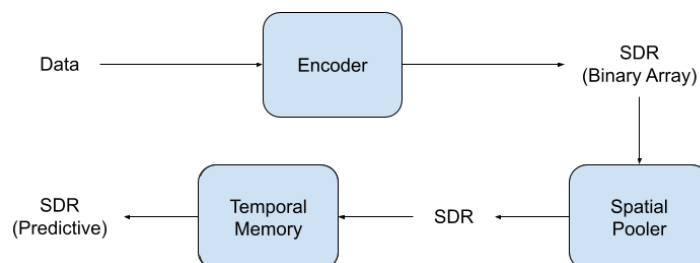 Data
Encoder
SDR
(Binary Array)
SDR
(Predictive)
Temporal
Memory
SDR
Spatial
Pooler